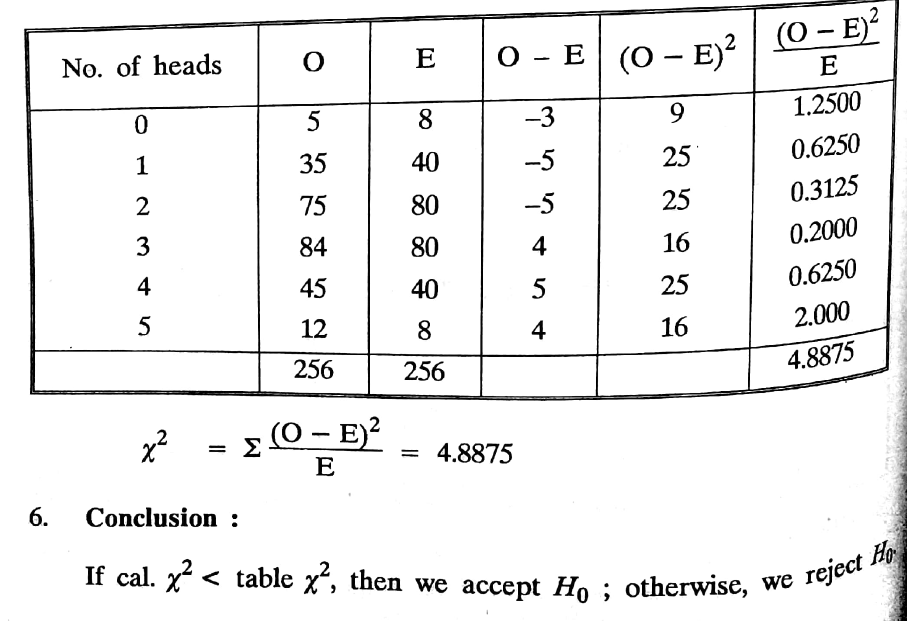 No. of heads O E O – E (O – E)² (O – E)²/E
0 5 8 –3 9 1.2500
1 35 40 –5 25 0.6250
2 75 80 –5 25 0.3125
3 84 80 4 16 0.2000
4 45 40 5 25 0.6250
5 12 8 4 16 2.000
256 256 4.8875
χ² = Σ (O – E)²/E = 4.8875
6. Conclusion :
If cal. χ² < table χ², then we accept H₀ ; otherwise, we reject H₀.